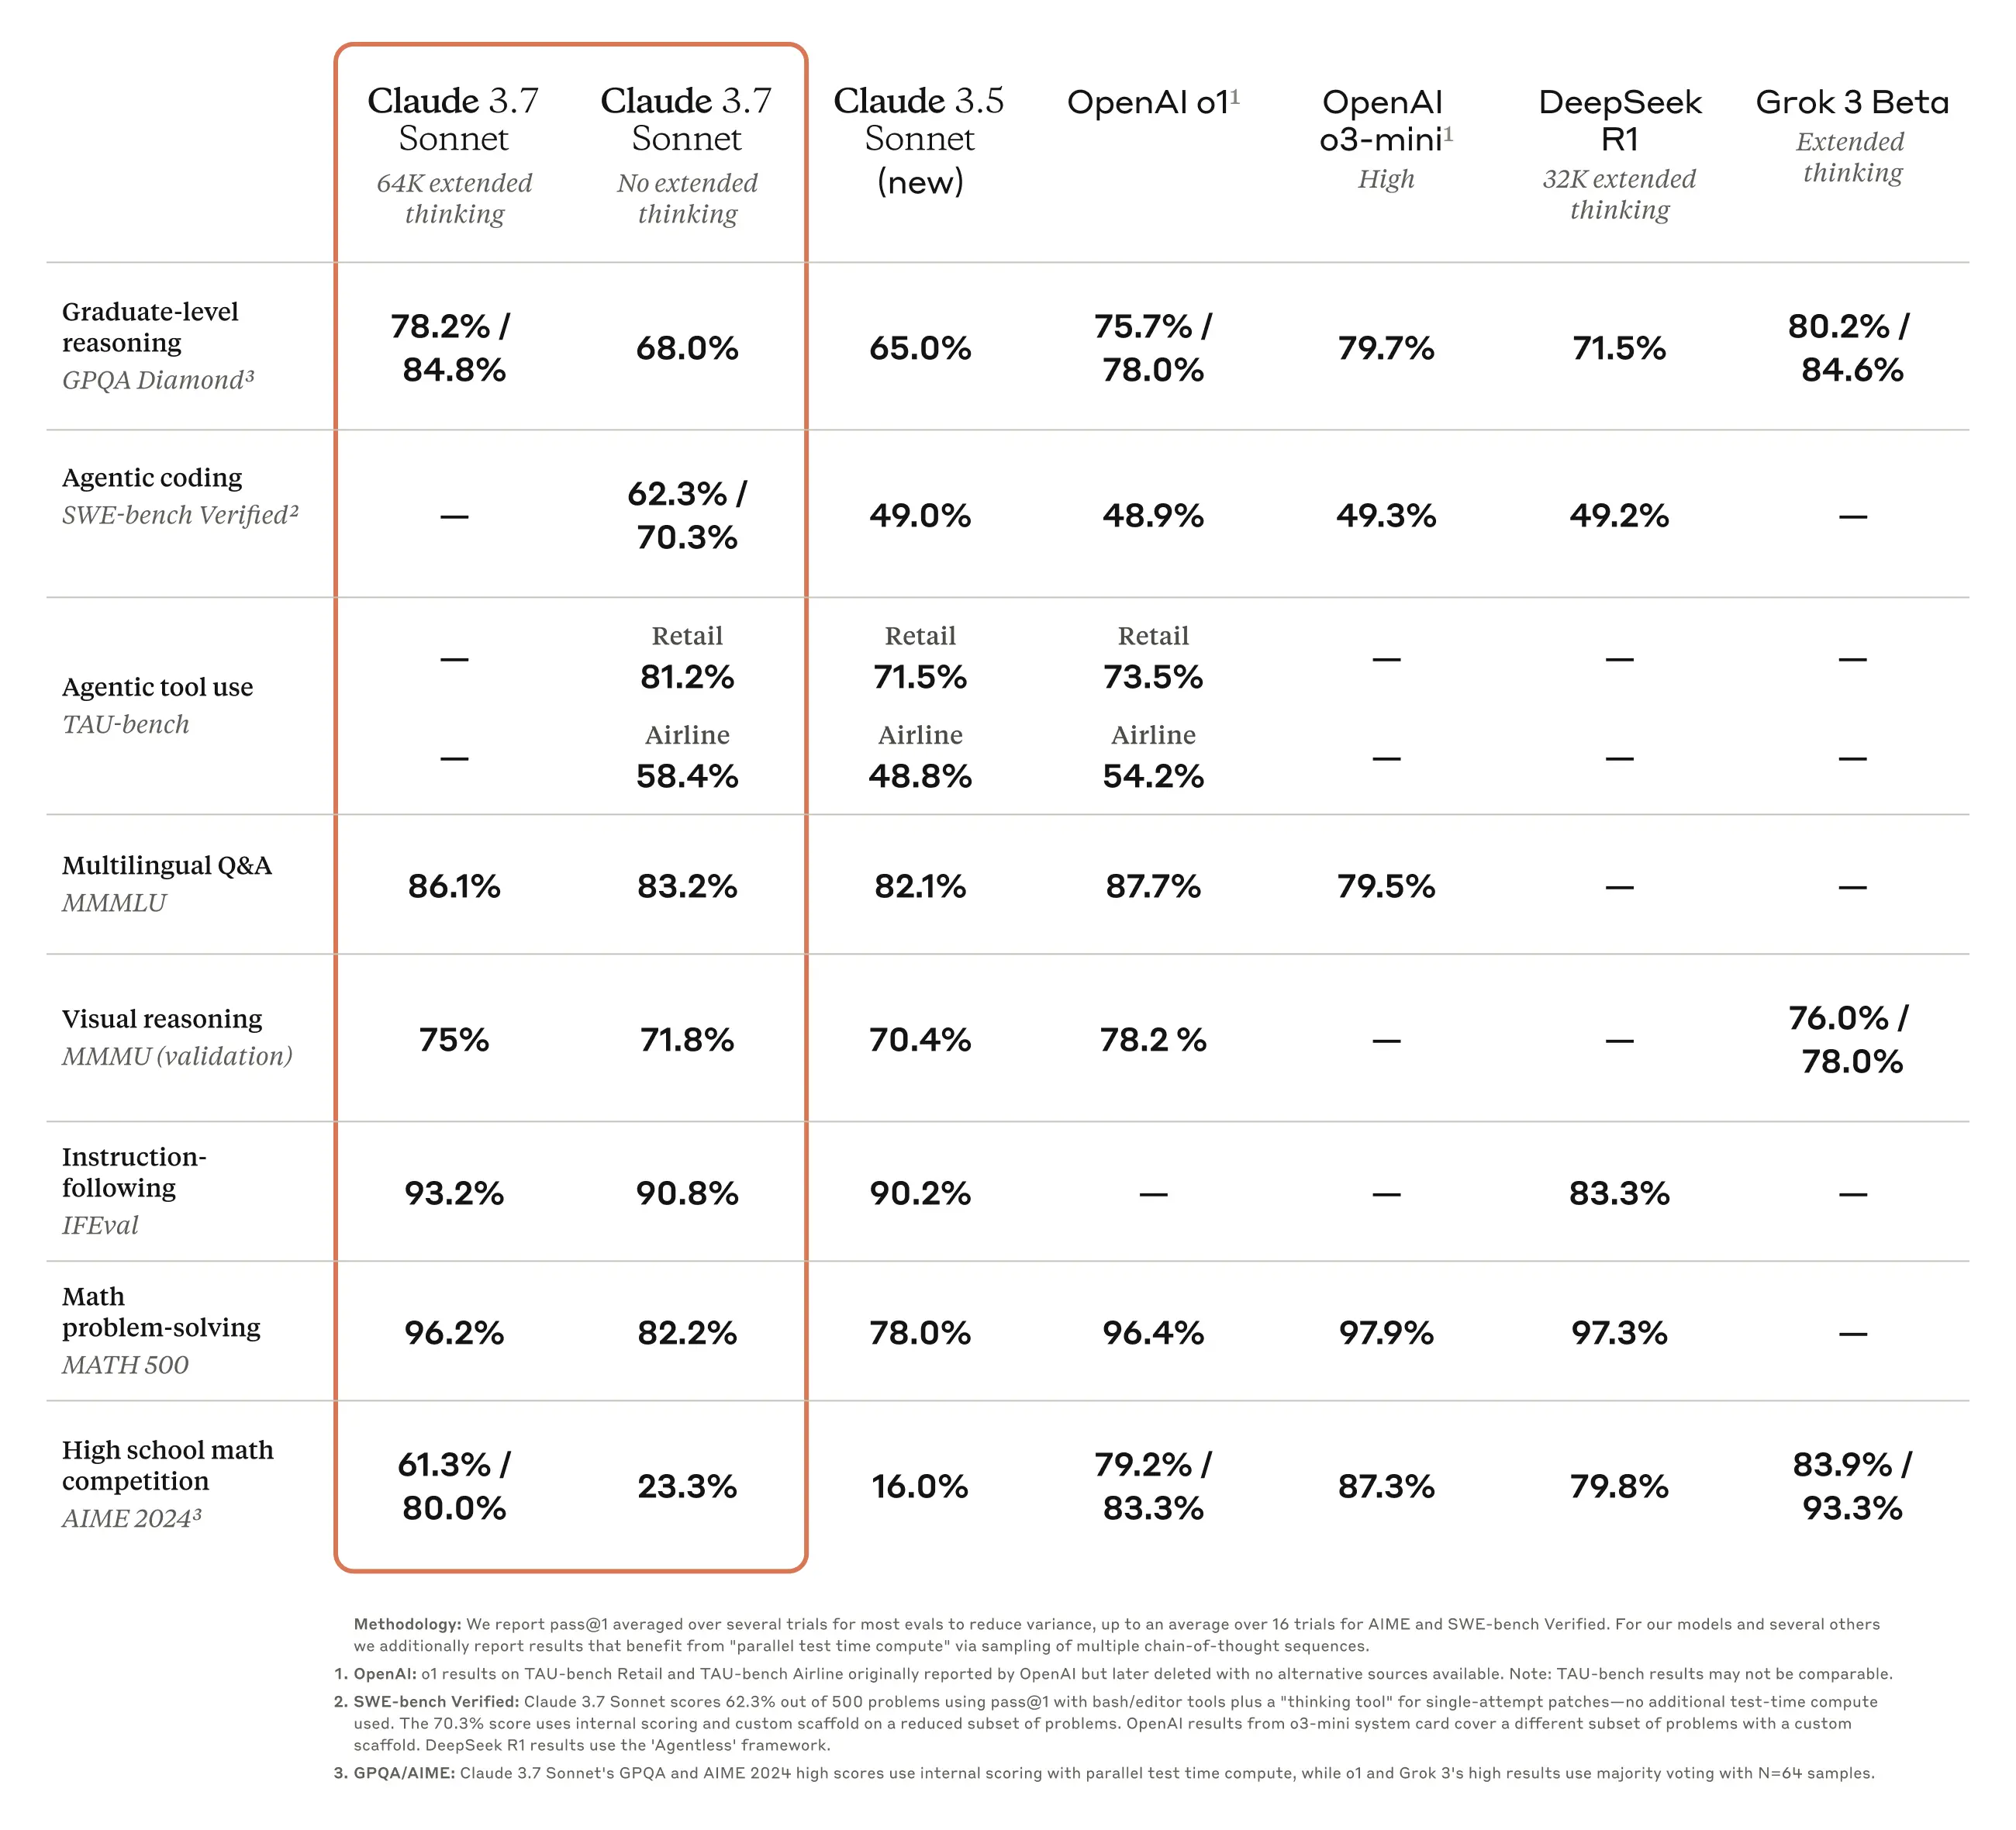 Claude 3.7
Sonnet
64K extended
thinking
Claude 3.7
Sonnet
No extended
thinking
Claude 3.5
Sonnet
(new)
OpenAI o1¹
OpenAI
o3-mini¹
High
DeepSeek
R1
32K extended
thinking
Grok 3 Beta
Extended
thinking
Graduate-level
reasoning
GPQA Diamond³
78.2% /
84.8%
68.0%
65.0%
75.7% /
78.0%
79.7%
71.5%
80.2% /
84.6%
Agentic coding
SWE-bench Verified²
—
62.3% /
70.3%
49.0%
48.9%
49.3%
49.2%
—
Agentic tool use
TAU-bench
—
Retail
81.2%
Retail
71.5%
Retail
73.5%
—
—
—
—
Airline
58.4%
Airline
48.8%
Airline
54.2%
—
—
—
Multilingual Q&A
MMMLU
86.1%
83.2%
82.1%
87.7%
79.5%
—
—
Visual reasoning
MMMU (validation)
75%
71.8%
70.4%
78.2 %
—
—
76.0% /
78.0%
Instruction-
following
IFEval
93.2%
90.8%
90.2%
—
—
83.3%
—
Math
problem-solving
MATH 500
96.2%
82.2%
78.0%
96.4%
97.9%
97.3%
—
High school math
competition
AIME 2024³
61.3% /
80.0%
23.3%
16.0%
79.2% /
83.3%
87.3%
79.8%
83.9% /
93.3%
Methodology: We report pass@1 averaged over several trials for most evals to reduce variance, up to an average over 16 trials for AIME and SWE-bench Verified. For our models and several others
we additionally report results that benefit from "parallel test time compute" via sampling of multiple chain-of-thought sequences.
1. OpenAI: o1 results on TAU-bench Retail and TAU-bench Airline originally reported by OpenAI but later deleted with no alternative sources available. Note: TAU-bench results may not be comparable.
2. SWE-bench Verified: Claude 3.7 Sonnet scores 62.3% out of 500 problems using pass@1 with bash/editor tools plus a "thinking tool" for single-attempt patches—no additional test-time compute
used. The 70.3% score uses internal scoring and custom scaffold on a reduced subset of problems. OpenAI results from o3-mini system card cover a different subset of problems with a custom
scaffold. DeepSeek R1 results use the 'Agentless' framework.
3. GPQA/AIME: Claude 3.7 Sonnet's GPQA and AIME 2024 high scores use internal scoring with parallel test time compute, while o1 and Grok 3's high results use majority voting with N=64 samples.